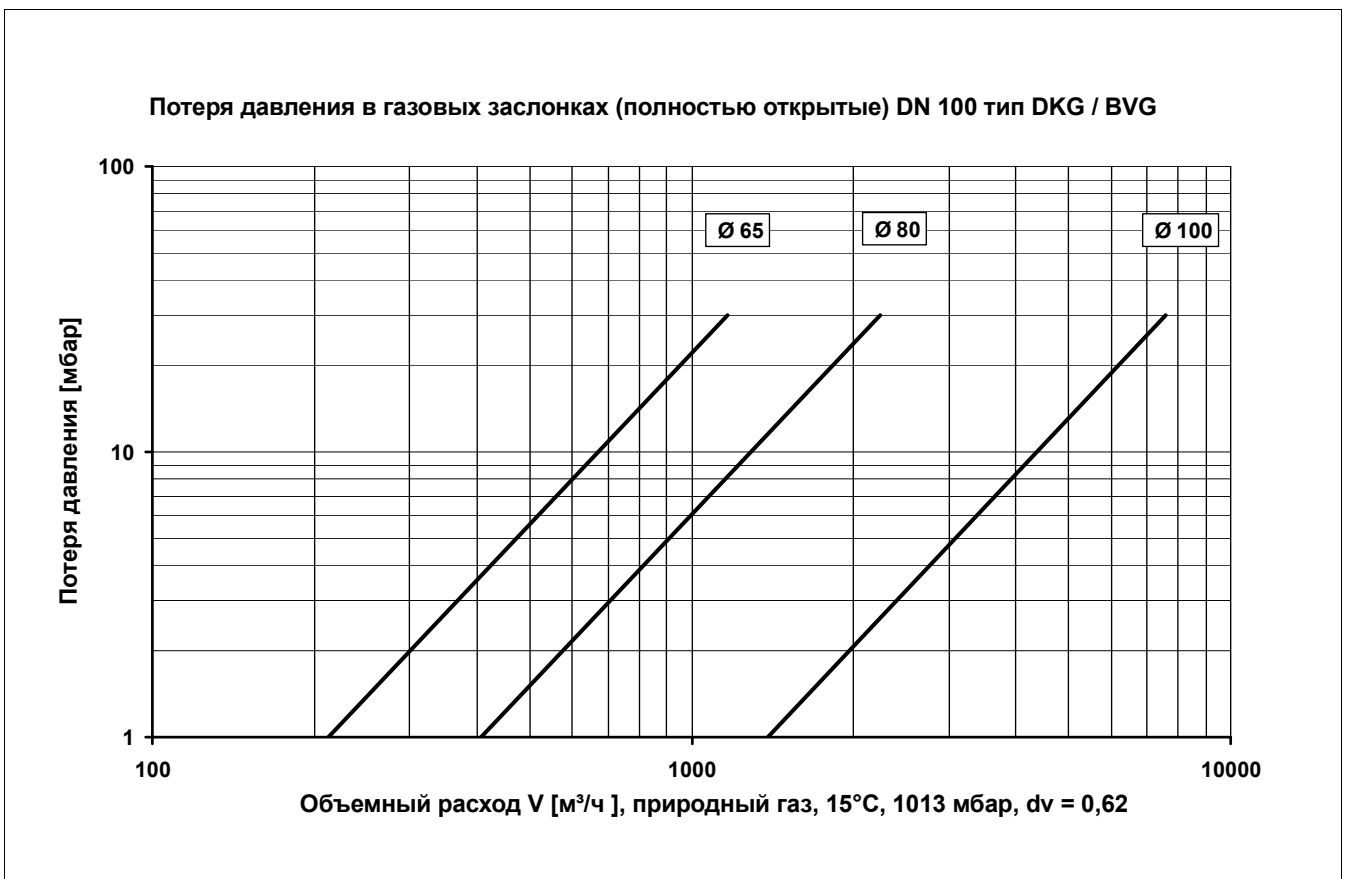 Потеря давления в газовых заслонках (полностью открытые) DN 100 тип DKG / BVG
100
Ø 65
Ø 80
Ø 100
Потеря давления [мбар]
10
1
100
1000
10000
Объемный расход V [м³/ч ], природный газ, 15°C, 1013 мбар, dv = 0,62